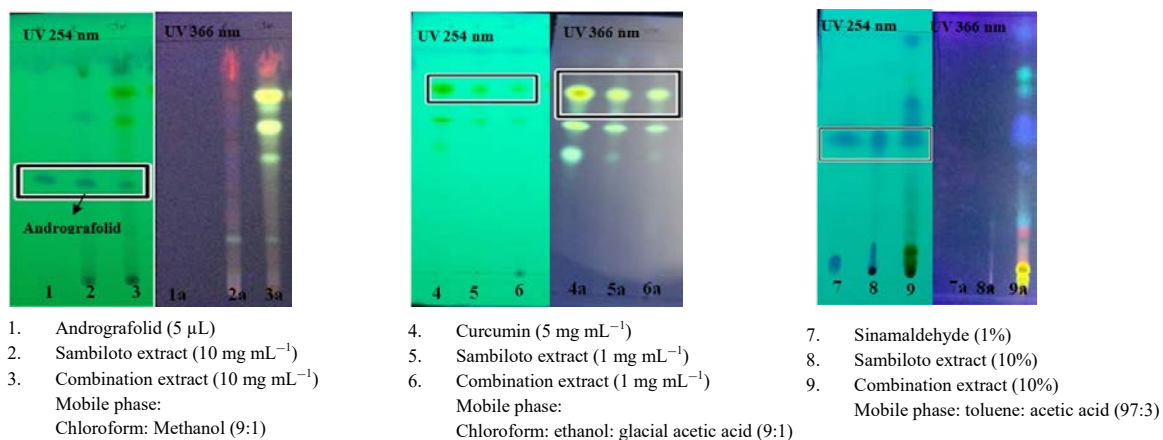 UV 254 nm
UV 366 nm
Andrografolid
1 2 3 1a 2a 3a
1. Andrografolid (5 µL)
2. Sambiloto extract (10 mg mL⁻¹)
3. Combination extract (10 mg mL⁻¹)
Mobile phase:
Chloroform: Methanol (9:1)
UV 254 nm
UV 366 nm
4 5 6 4a 5a 6a
4. Curcumin (5 mg mL⁻¹)
5. Sambiloto extract (1 mg mL⁻¹)
6. Combination extract (1 mg mL⁻¹)
Mobile phase:
Chloroform: ethanol: glacial acetic acid (9:1)
UV 254 nm
UV 366 nm
7 8 9 7a 8a 9a
7. Sinamaldehyde (1%)
8. Sambiloto extract (10%)
9. Combination extract (10%)
Mobile phase: toluene: acetic acid (97:3)